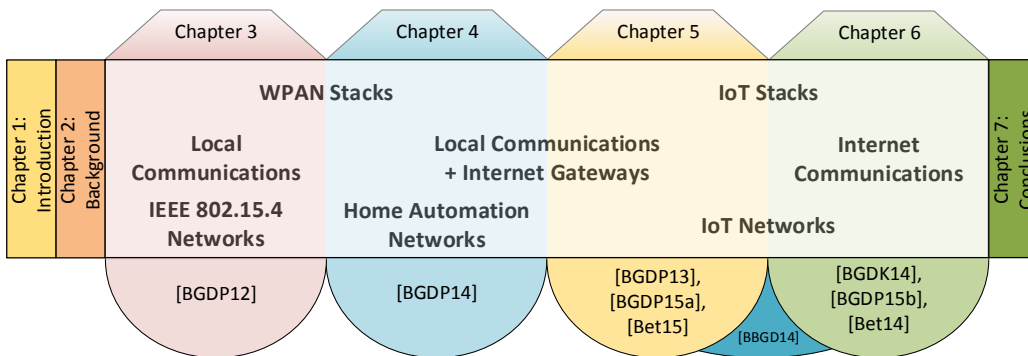 Chapter 3
Chapter 4
Chapter 5
Chapter 6
Chapter 1:
Introduction
Chapter 2:
Background
WPAN Stacks
IoT Stacks
Local
Communications
Local Communications
+ Internet Gateways
Internet
Communications
IEEE 802.15.4
Networks
Home Automation
Networks
IoT Networks
Chapter 7:
Conclusions
[BGDP12]
[BGDP14]
[BGDP13],
[BGDP15a],
[Bet15]
[BBGD14]
[BGDK14],
[BGDP15b],
[Bet14]